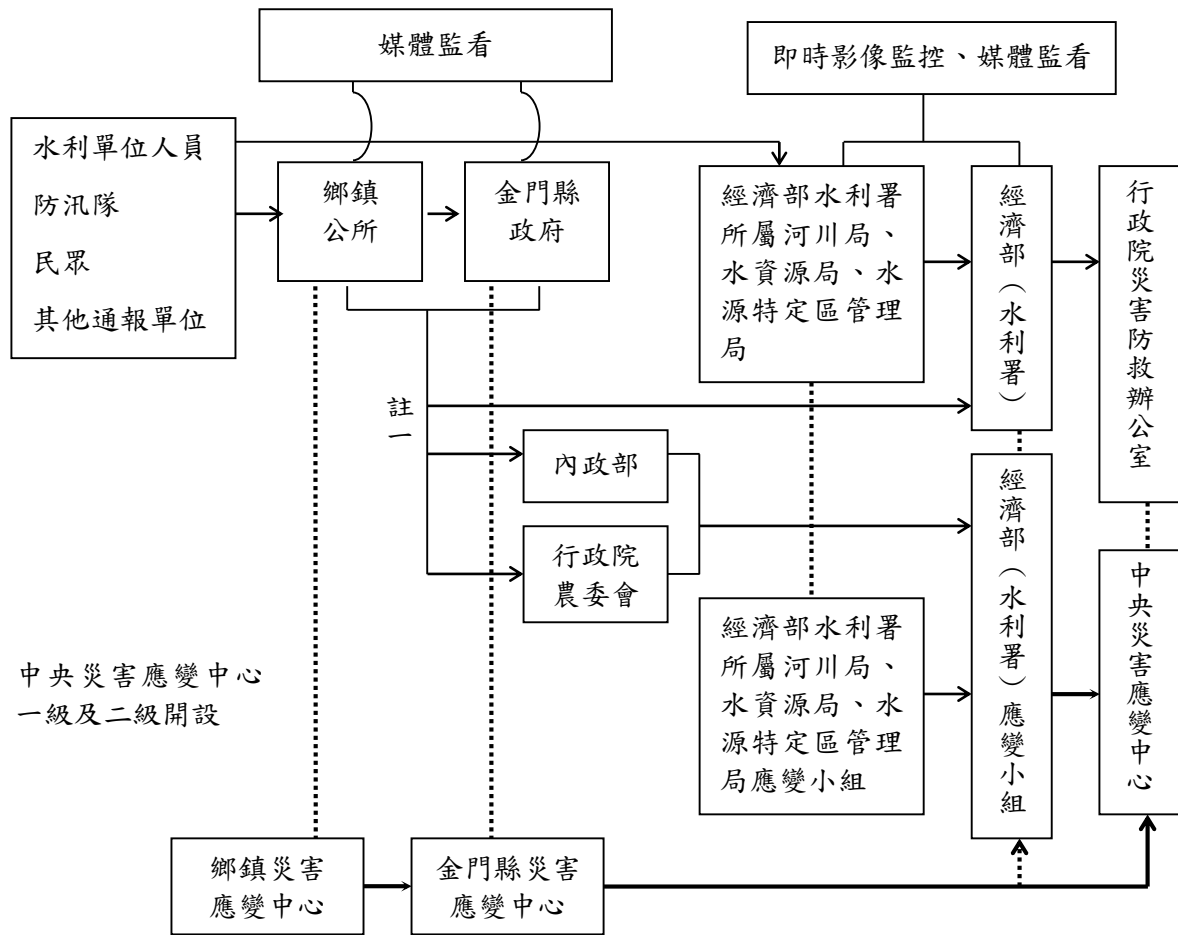 媒體監看
即時影像監控、媒體監看
水利單位人員
防汛隊
民眾
其他通報單位
鄉鎮
公所
金門縣
政府
經濟部水利署
所屬河川局、
水資源局、水
源特定區管理
局
經濟部（水利署）
行政院災害防救辦公室
註一
內政部
行政院
農委會
經濟部水利署
所屬河川局、
水資源局、水
源特定區管理
局應變小組
經濟部（水利署）應變小組
中央災害應變中心
中央災害應變中心
一級及二級開設
鄉鎮災害
應變中心
金門縣災害
應變中心